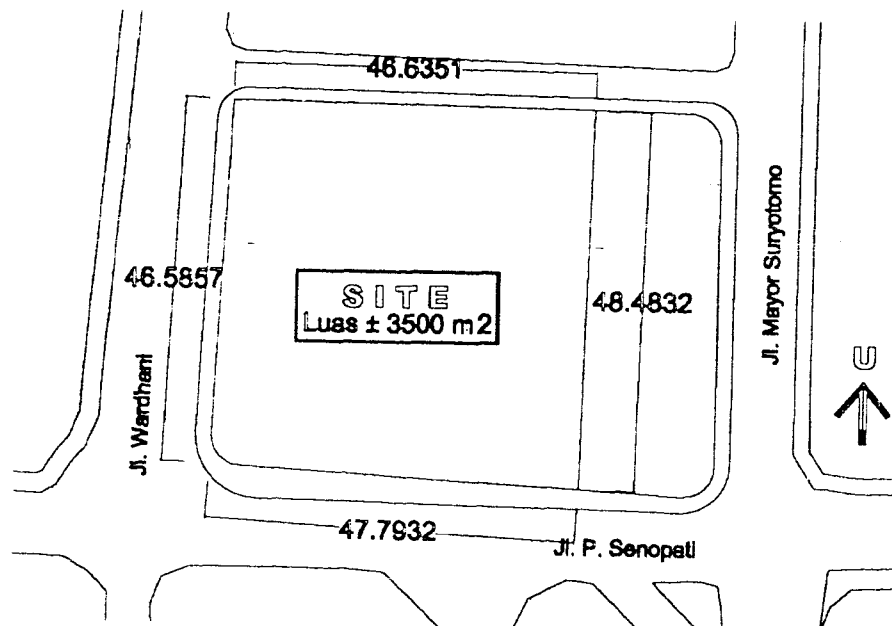 46.6351
46.5857
SITE
Luas ± 3500 m2
48.4832
Jl. Mayor Suryotomo
U
Jl. Wardhani
47.7932
Jl. P. Senopati